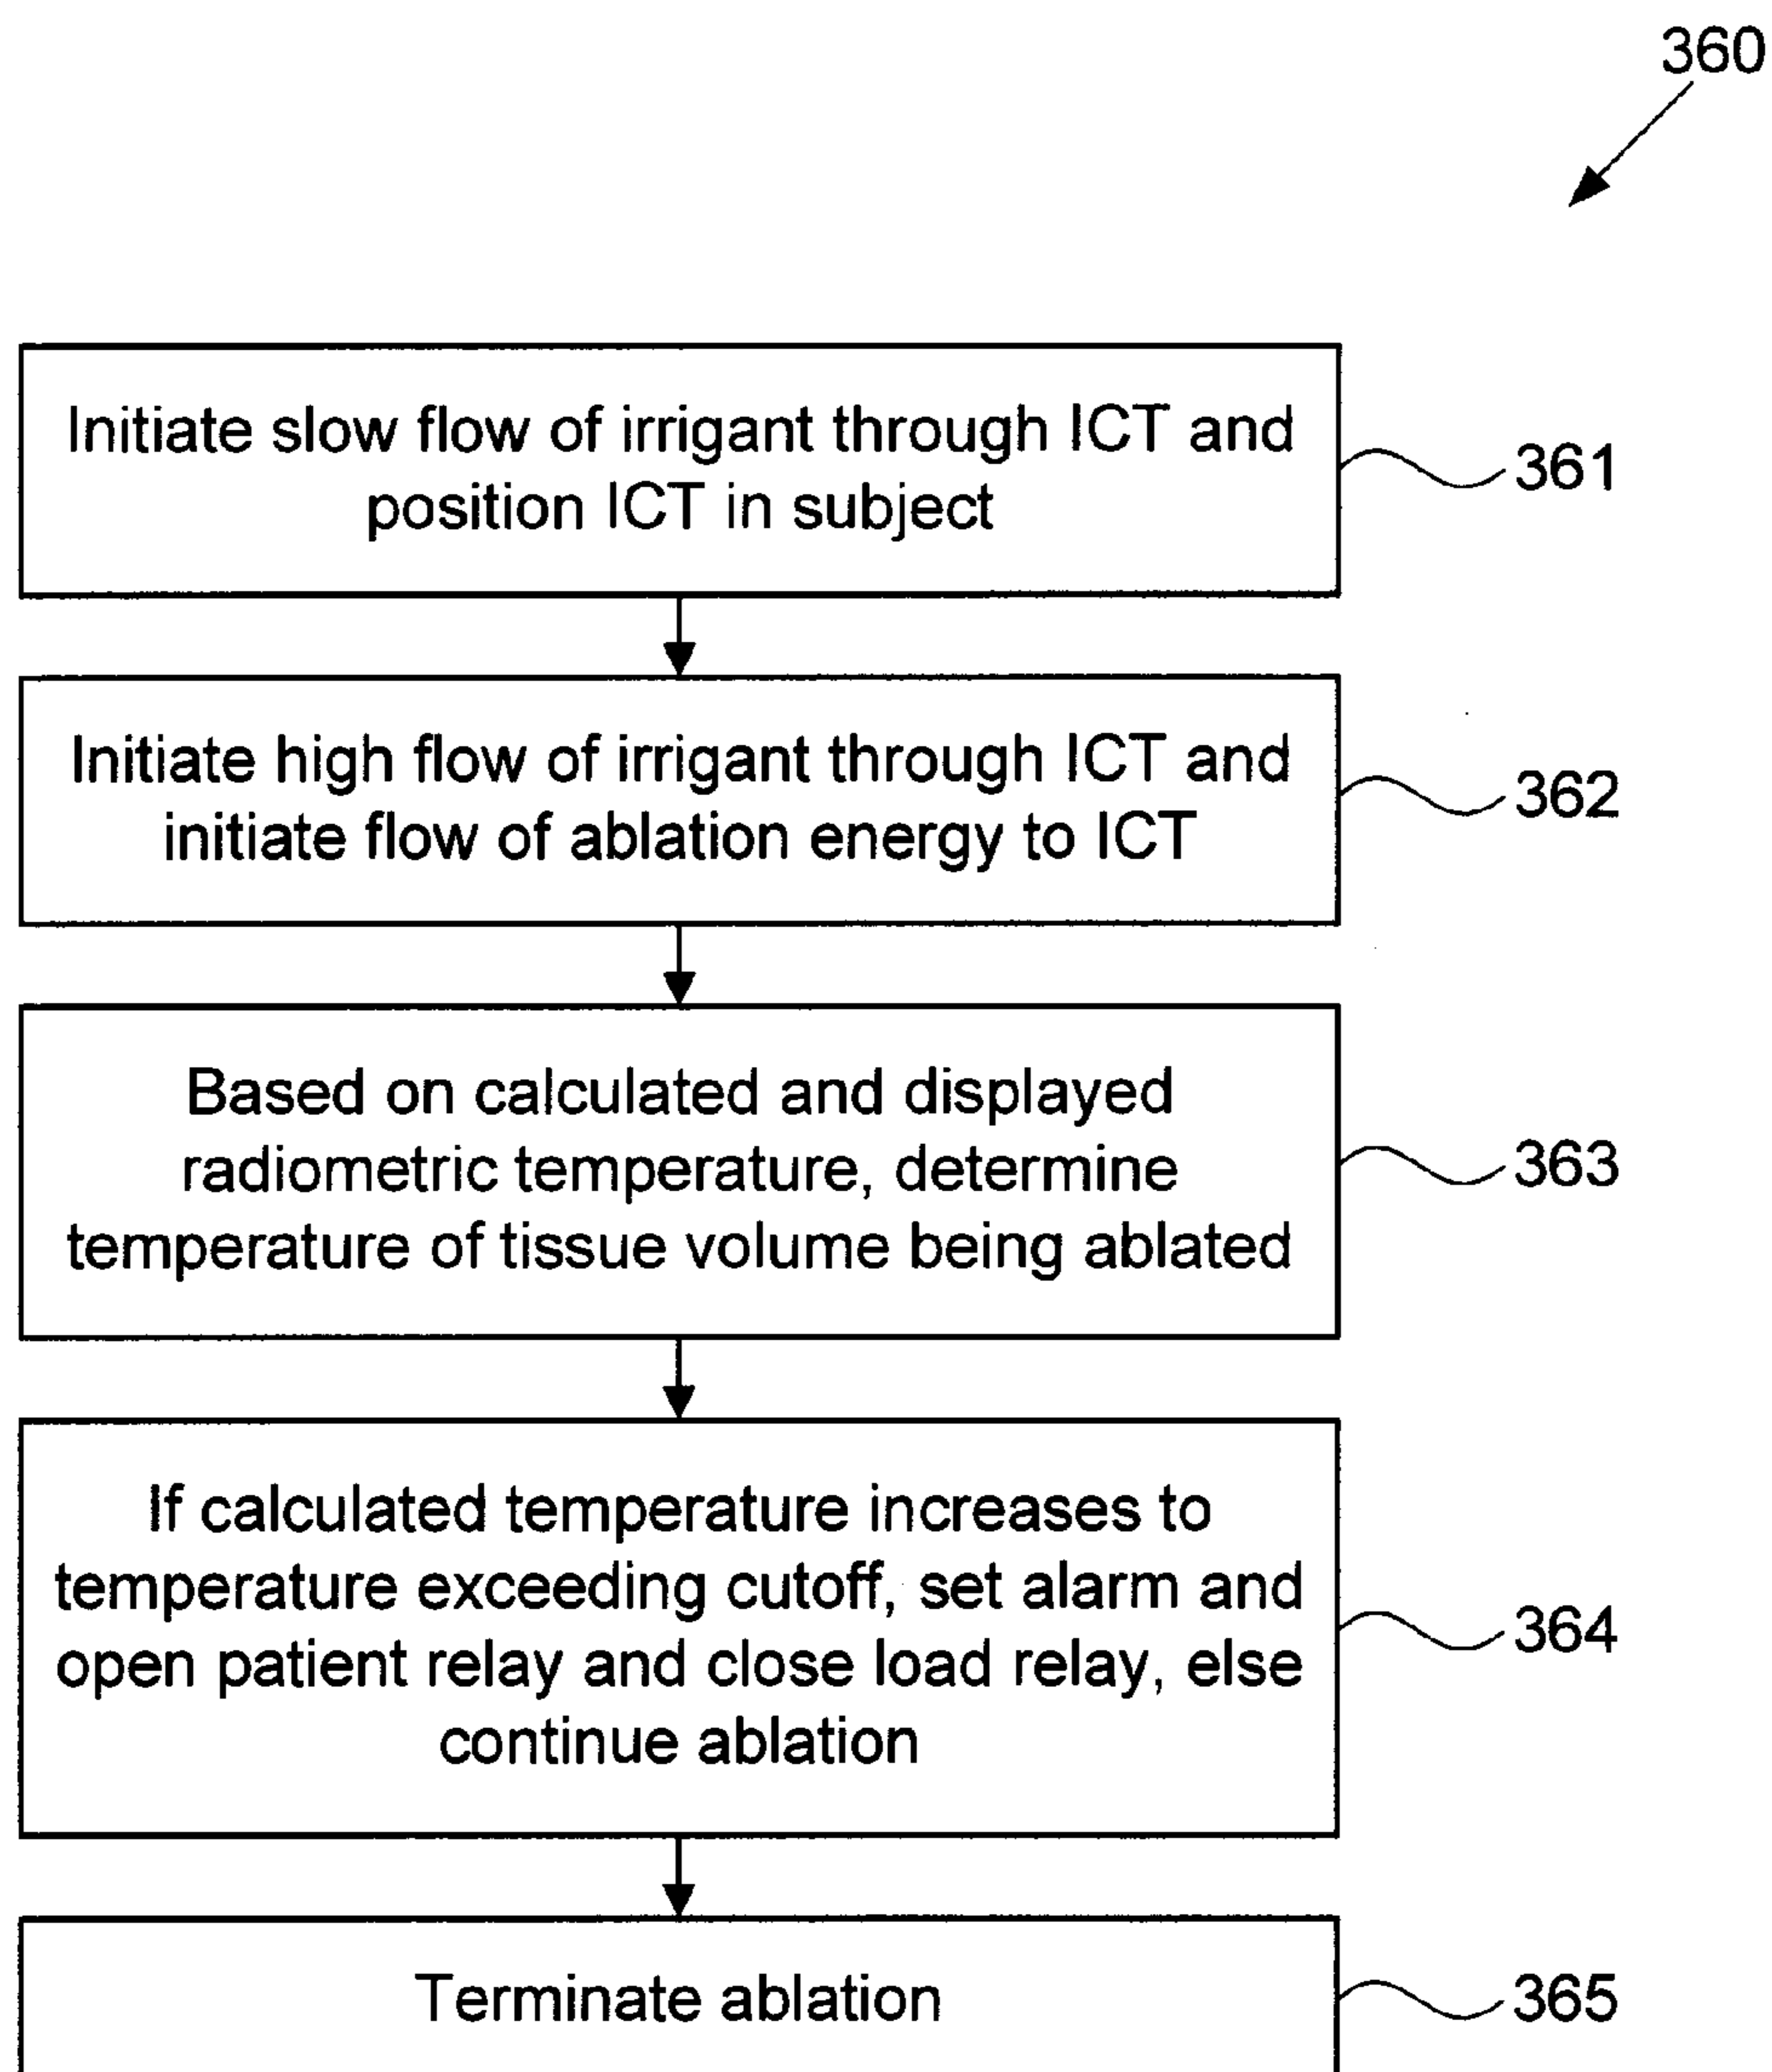 360
Initiate slow flow of irrigant through ICT and
position ICT in subject
361
Initiate high flow of irrigant through ICT and
initiate flow of ablation energy to ICT
362
Based on calculated and displayed
radiometric temperature, determine
temperature of tissue volume being ablated
363
If calculated temperature increases to
temperature exceeding cutoff, set alarm and
open patient relay and close load relay, else
continue ablation
364
Terminate ablation
365